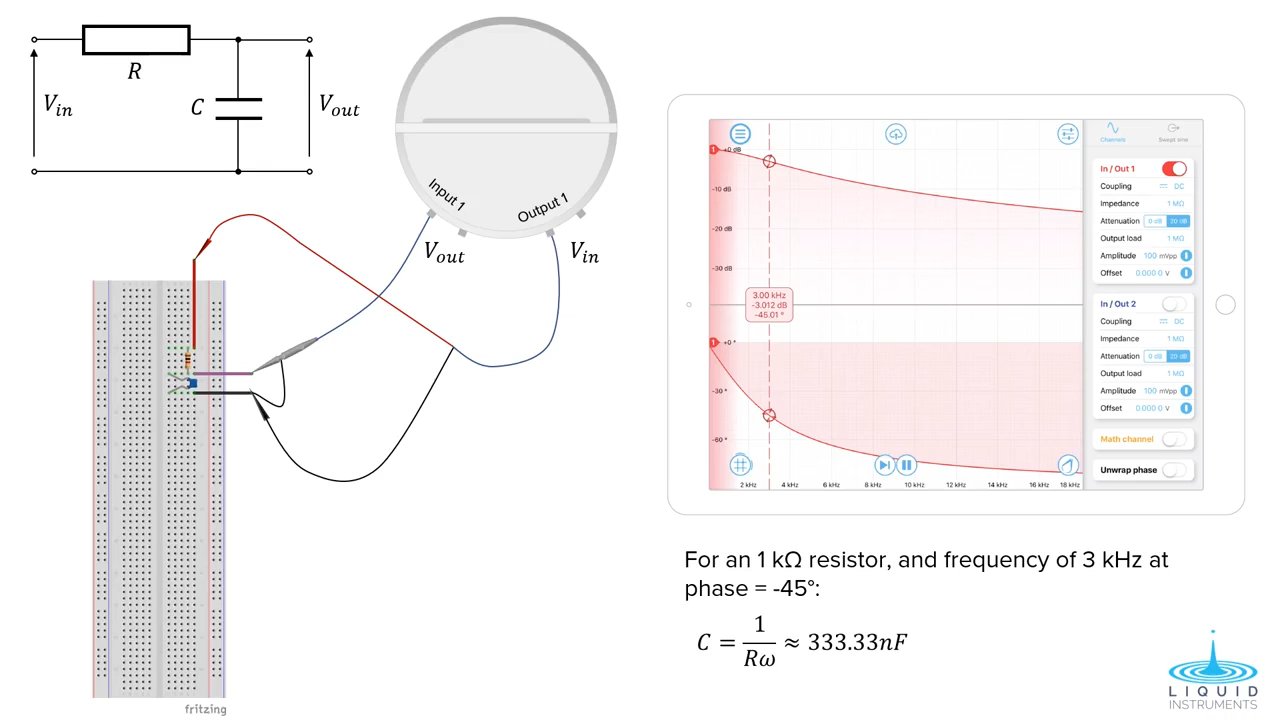 R
V_in
C
V_out
Input 1
Output 1
V_out
V_in
fritzing
1
+0 dB
-10 dB
-20 dB
-30 dB
3.00 kHz
-3.012 dB
-45.01 °
1
+0 °
-30 °
-60 °
2 kHz 4 kHz 6 kHz 8 kHz 10 kHz 12 kHz 14 kHz 16 kHz 18 kHz
Channels Swept sine
In / Out 1
Coupling DC
Impedance 1 MΩ
Attenuation 0 dB 20 dB
Output load 1 MΩ
Amplitude 100 mVpp
Offset 0.000 0 V
In / Out 2
Coupling DC
Impedance 1 MΩ
Attenuation 0 dB 20 dB
Output load 1 MΩ
Amplitude 100 mVpp
Offset 0.000 0 V
Math channel
Unwrap phase
For an 1 kΩ resistor, and frequency of 3 kHz at
phase = -45°:
C = 1/Rω ≈ 333.33nF
LIQUID
INSTRUMENTS